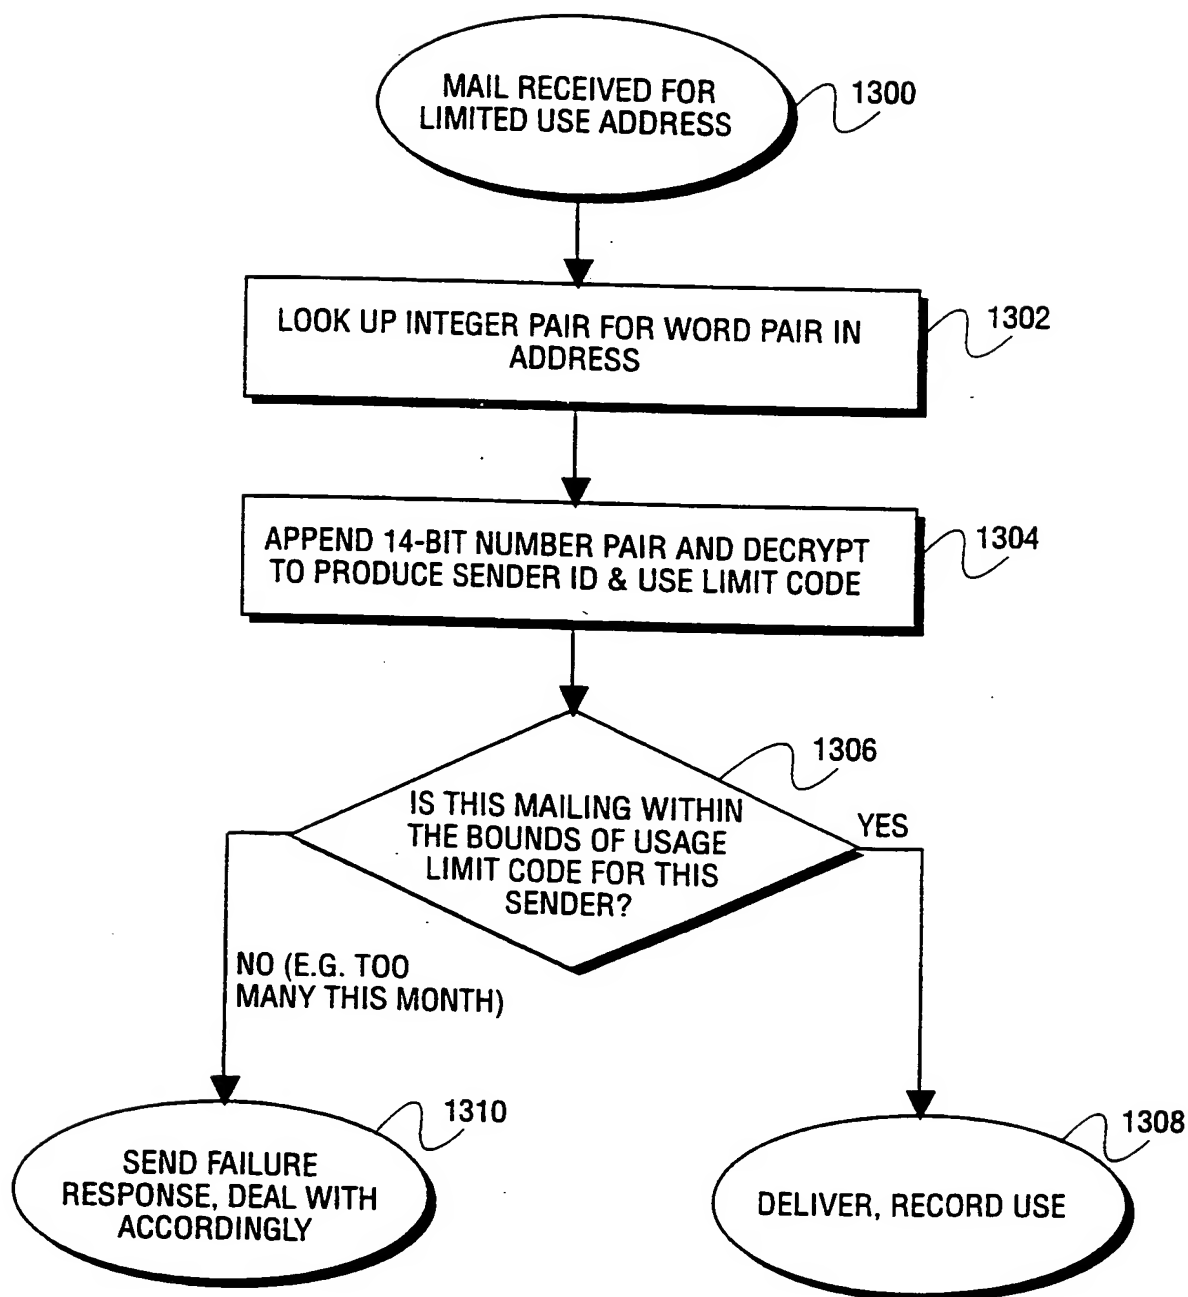 MAIL RECEIVED FOR
LIMITED USE ADDRESS
1300
LOOK UP INTEGER PAIR FOR WORD PAIR IN
ADDRESS
1302
APPEND 14-BIT NUMBER PAIR AND DECRYPT
TO PRODUCE SENDER ID & USE LIMIT CODE
1304
1306
IS THIS MAILING WITHIN
THE BOUNDS OF USAGE
LIMIT CODE FOR THIS
SENDER?
YES
NO (E.G. TOO
MANY THIS MONTH)
1310
SEND FAILURE
RESPONSE, DEAL WITH
ACCORDINGLY
1308
DELIVER, RECORD USE